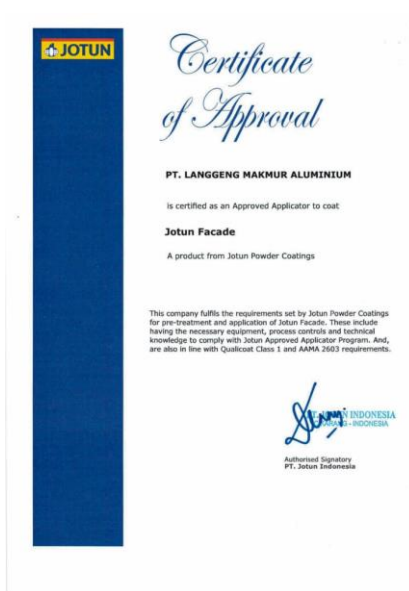 JOTUN
Certificate
of Approval
PT. LANGGENG MAKMUR ALUMINIUM
is certified as an Approved Applicator to coat
Jotun Facade
A product from Jotun Powder Coatings
This company fulfils the requirements set by Jotun Powder Coatings
for pre-treatment and application of Jotun Facade. These include
having the necessary equipment, process controls and technical
knowledge to comply with Jotun Approved Applicator Program. And,
are also in line with Qualicoat Class 1 and AAMA 2603 requirements.
INDONESIA
INDONESIA
Authorised Signatory
PT. Jotun Indonesia